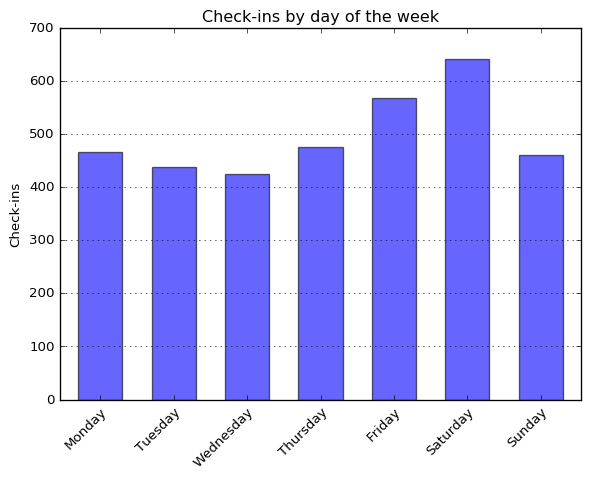 Check-ins by day of the week
700
600
500
400
300
200
100
0
Check-ins
Monday
Tuesday
Wednesday
Thursday
Friday
Saturday
Sunday